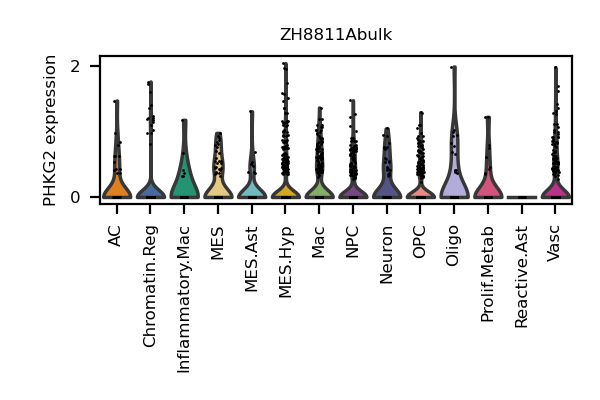 ZH8811Abulk
PHKG2 expression
2
0
AC
Chromatin.Reg
Inflammatory.Mac
MES
MES.Ast
MES.Hyp
Mac
NPC
Neuron
OPC
Oligo
Prolif.Metab
Reactive.Ast
Vasc